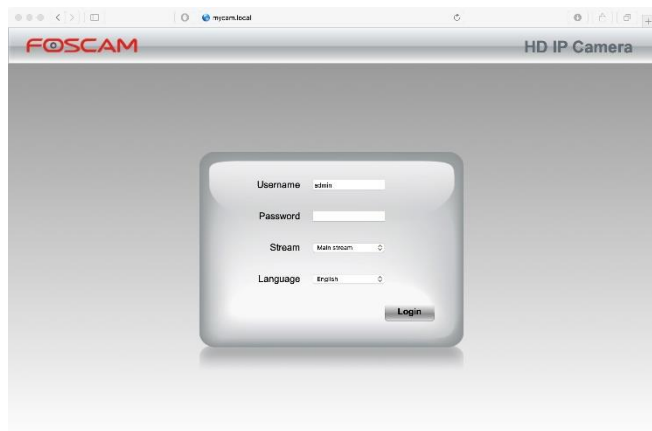 mycam.local
FOSCAM
HD IP Camera
Username admin
Password
Stream Main stream
Language English
Login